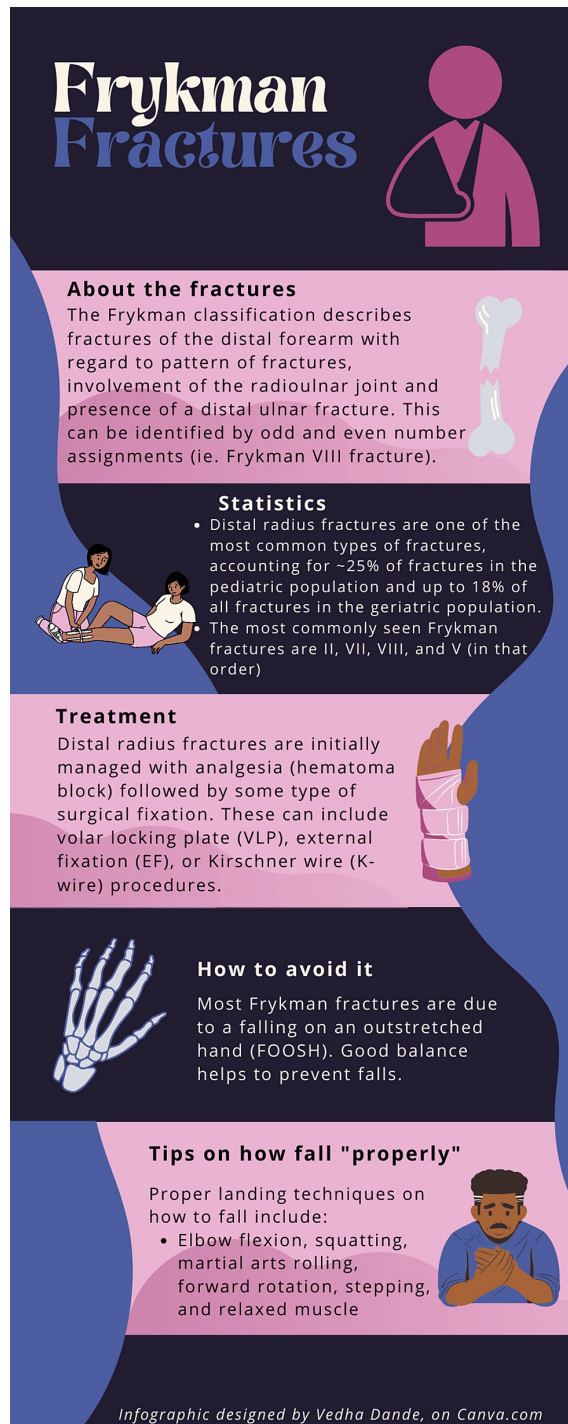 Frykman
Fractures
About the fractures
The Frykman classification describes
fractures of the distal forearm with
regard to pattern of fractures,
involvement of the radioulnar joint and
presence of a distal ulnar fracture. This
can be identified by odd and even number
assignments (ie. Frykman VIII fracture).
Statistics
• Distal radius fractures are one of the
most common types of fractures,
accounting for ~25% of fractures in the
pediatric population and up to 18% of
all fractures in the geriatric population.
• The most commonly seen Frykman
fractures are II, VII, VIII, and V (in that
order)
Treatment
Distal radius fractures are initially
managed with analgesia (hematoma
block) followed by some type of
surgical fixation. These can include
volar locking plate (VLP), external
fixation (EF), or Kirschner wire (K-
wire) procedures.
How to avoid it
Most Frykman fractures are due
to a falling on an outstretched
hand (FOOSH). Good balance
helps to prevent falls.
Tips on how fall "properly"
Proper landing techniques on
how to fall include:
• Elbow flexion, squatting,
martial arts rolling,
forward rotation, stepping,
and relaxed muscle
Infographic designed by Vedha Dande, on Canva.com